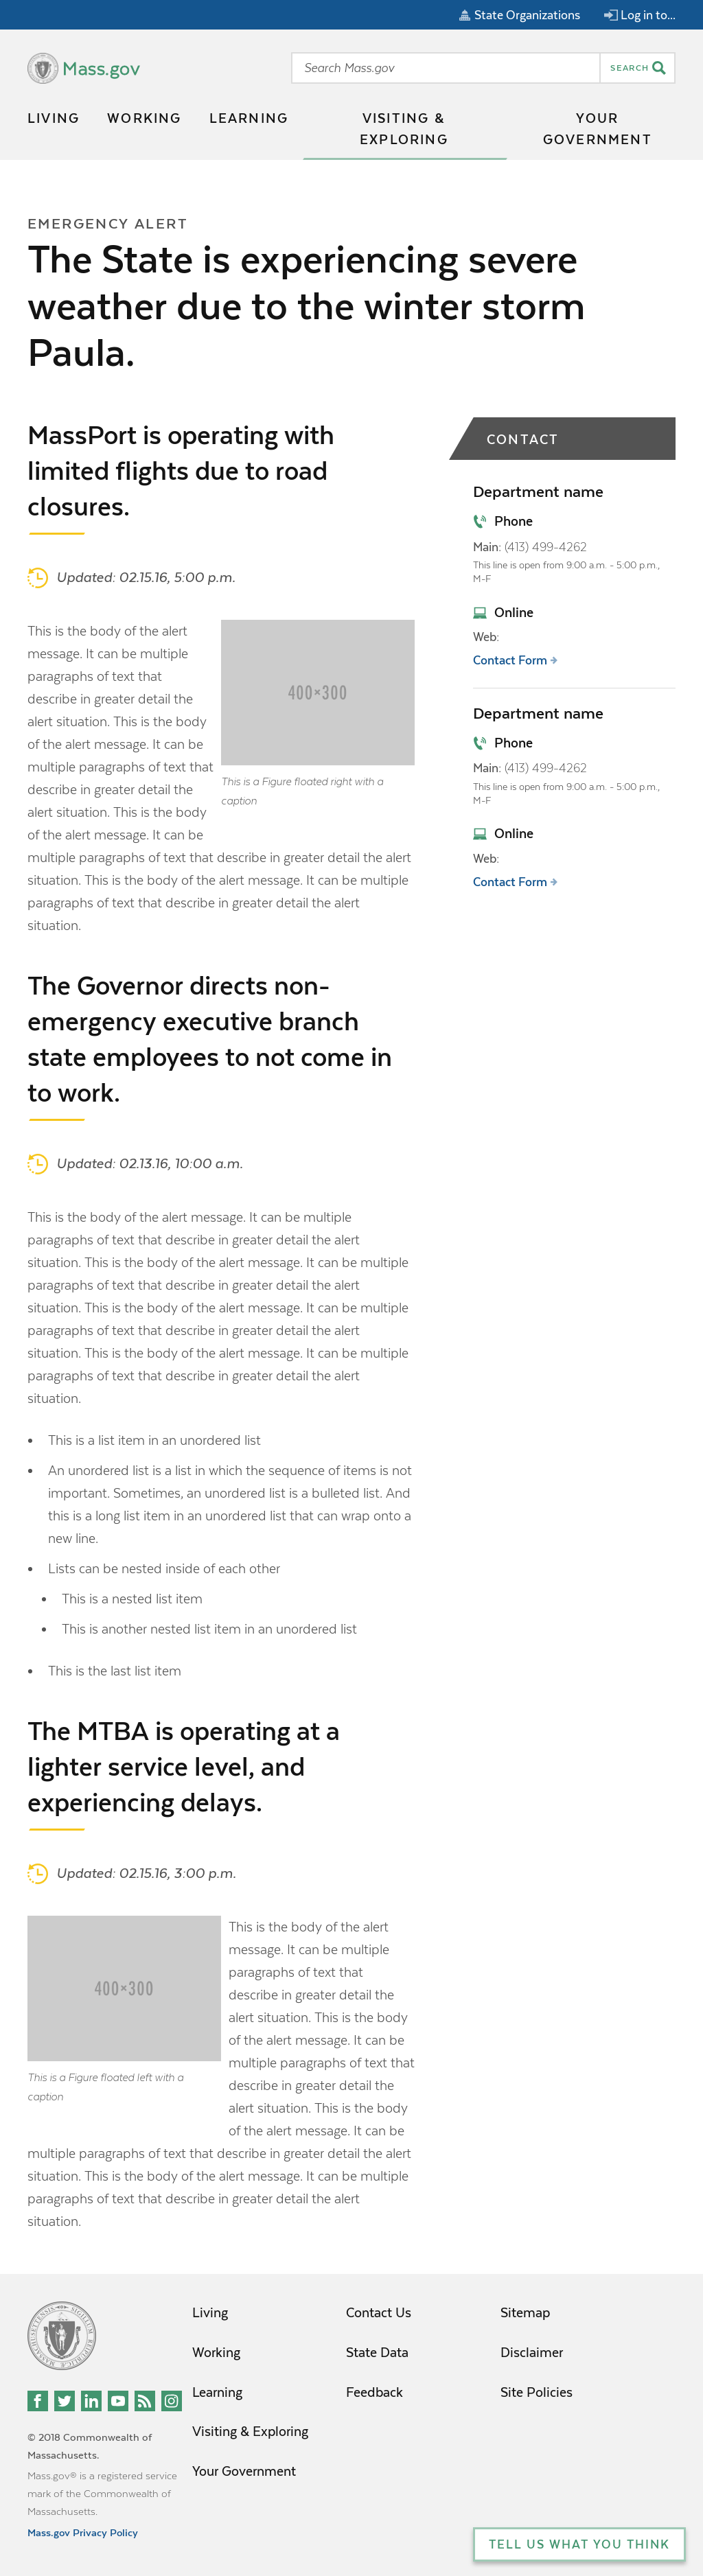 State Organizations
Log in to...
Mass.gov
Search Mass.gov
SEARCH
LIVING
WORKING
LEARNING
VISITING &
EXPLORING
YOUR
GOVERNMENT
EMERGENCY ALERT
The State is experiencing severe
weather due to the winter storm
Paula.
MassPort is operating with
limited flights due to road
closures.
Updated: 02.15.16, 5:00 p.m.
This is the body of the alert
message. It can be multiple
paragraphs of text that
describe in greater detail the
alert situation. This is the body
of the alert message. It can be
multiple paragraphs of text that
describe in greater detail the
alert situation. This is the body
of the alert message. It can be
multiple paragraphs of text that describe in greater detail the alert
situation. This is the body of the alert message. It can be multiple
paragraphs of text that describe in greater detail the alert
situation.
400×300
This is a Figure floated right with a
caption
The Governor directs non-
emergency executive branch
state employees to not come in
to work.
Updated: 02.13.16, 10:00 a.m.
This is the body of the alert message. It can be multiple
paragraphs of text that describe in greater detail the alert
situation. This is the body of the alert message. It can be multiple
paragraphs of text that describe in greater detail the alert
situation. This is the body of the alert message. It can be multiple
paragraphs of text that describe in greater detail the alert
situation. This is the body of the alert message. It can be multiple
paragraphs of text that describe in greater detail the alert
situation.
• This is a list item in an unordered list
• An unordered list is a list in which the sequence of items is not
important. Sometimes, an unordered list is a bulleted list. And
this is a long list item in an unordered list that can wrap onto a
new line.
• Lists can be nested inside of each other
• This is a nested list item
• This is another nested list item in an unordered list
• This is the last list item
The MTBA is operating at a
lighter service level, and
experiencing delays.
Updated: 02.15.16, 3:00 p.m.
400×300
This is a Figure floated left with a
caption
This is the body of the alert
message. It can be multiple
paragraphs of text that
describe in greater detail the
alert situation. This is the body
of the alert message. It can be
multiple paragraphs of text that
describe in greater detail the
alert situation. This is the body
of the alert message. It can be
multiple paragraphs of text that describe in greater detail the alert
situation. This is the body of the alert message. It can be multiple
paragraphs of text that describe in greater detail the alert
situation.
CONTACT
Department name
Phone
Main: (413) 499-4262
This line is open from 9:00 a.m. - 5:00 p.m.,
M-F
Online
Web:
Contact Form
Department name
Phone
Main: (413) 499-4262
This line is open from 9:00 a.m. - 5:00 p.m.,
M-F
Online
Web:
Contact Form
© 2018 Commonwealth of
Massachusetts.
Mass.gov® is a registered service
mark of the Commonwealth of
Massachusetts.
Mass.gov Privacy Policy
Living
Working
Learning
Visiting & Exploring
Your Government
Contact Us
State Data
Feedback
Sitemap
Disclaimer
Site Policies
TELL US WHAT YOU THINK